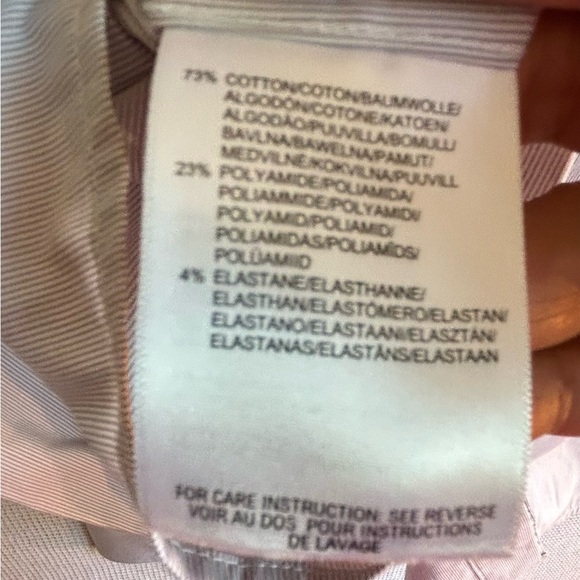 73% COTTON/COTON/BAUMWOLLE/
ALGODÓN/COTONE/KATOEN/
ALGODÃO/PUUVILLA/BOMULL/
BAVLNA/BAWEŁNA/PAMUT/
MEDVILNĖ/KOKVILNA/PUUVILL
23% POLYAMIDE/POLIAMIDA/
POLIAMMIDE/POLYAMIDI/
POLYAMID/POLIAMID/
POLIAMIDAS/POLIAMĪDS/
POLÜAMIID
4% ELASTANE/ELASTHANNE/
ELASTHAN/ELASTÓMERO/ELASTAN/
ELASTANO/ELASTAANI/ELASZTÁN/
ELASTANAS/ELASTĀNS/ELASTAAN
FOR CARE INSTRUCTION: SEE REVERSE
VOIR AU DOS POUR INSTRUCTIONS
DE LAVAGE